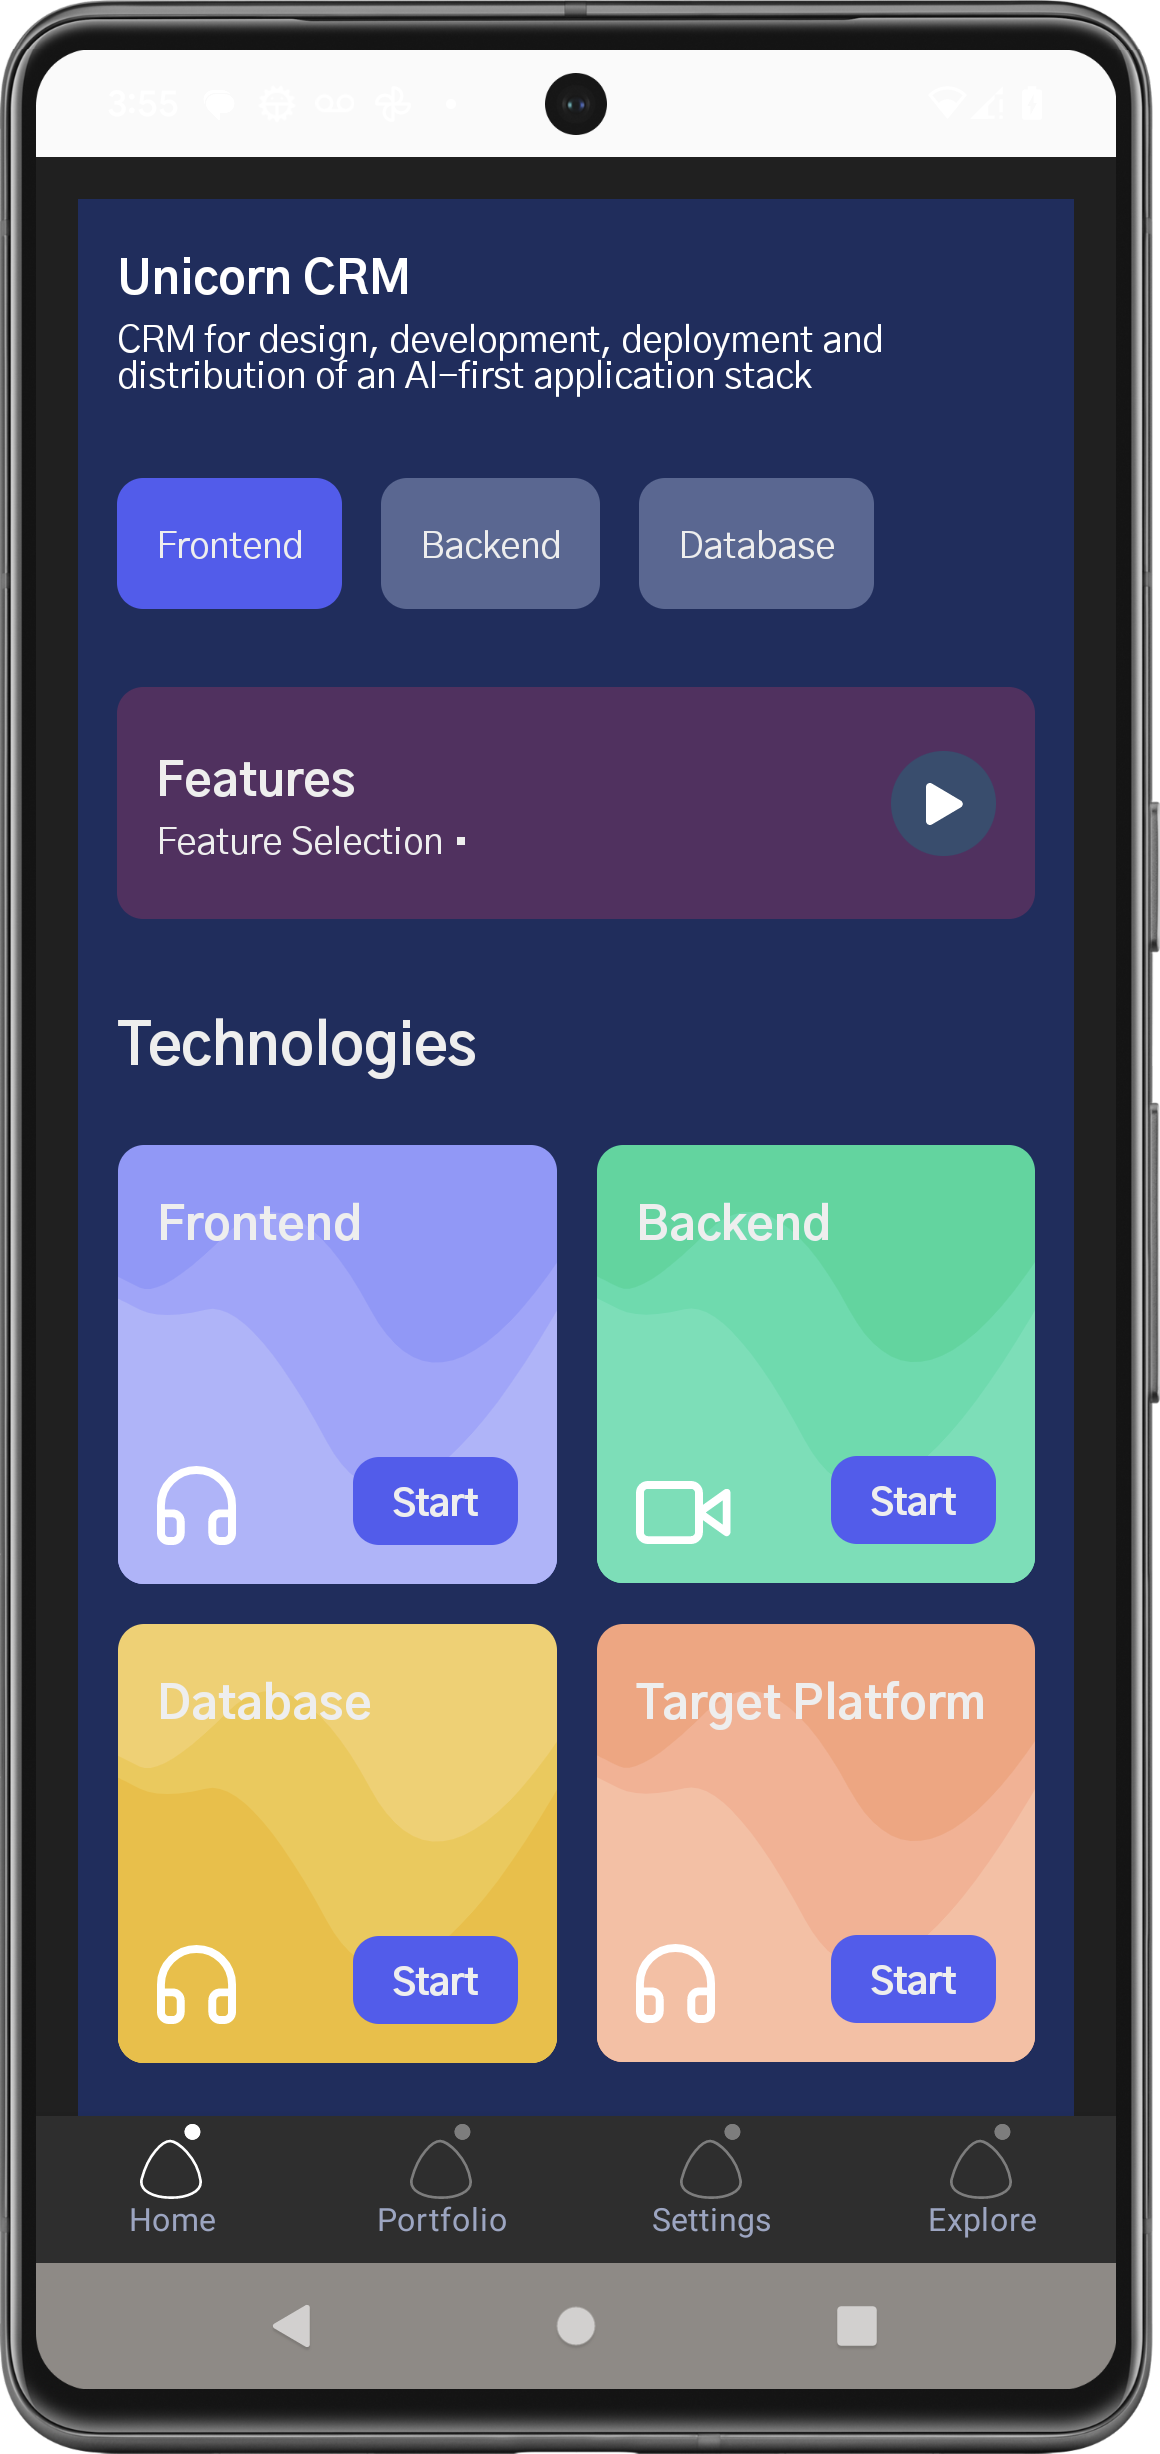 3:55
Unicorn CRM
CRM for design, development, deployment and
distribution of an AI-first application stack
Frontend
Backend
Database
Features
Feature Selection ▪
Technologies
Frontend
Backend
Start
Start
Database
Target Platform
Start
Start
Home
Portfolio
Settings
Explore